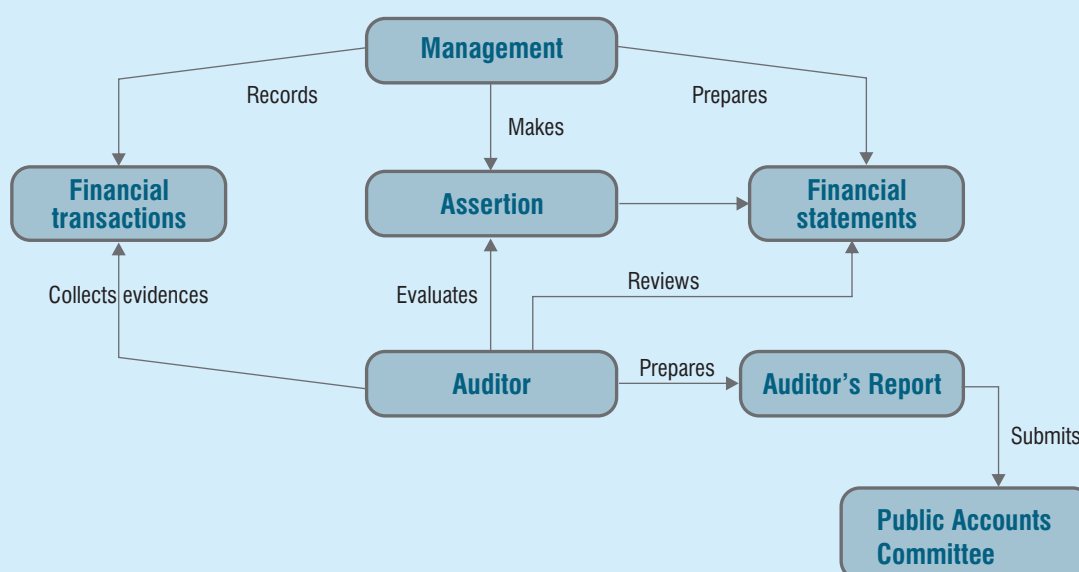 Management
Records
Prepares
Makes
Financial
transactions
Assertion
Financial
statements
Collects evidences
Evaluates
Reviews
Auditor
Prepares
Auditor’s Report
Submits
Public Accounts
Committee